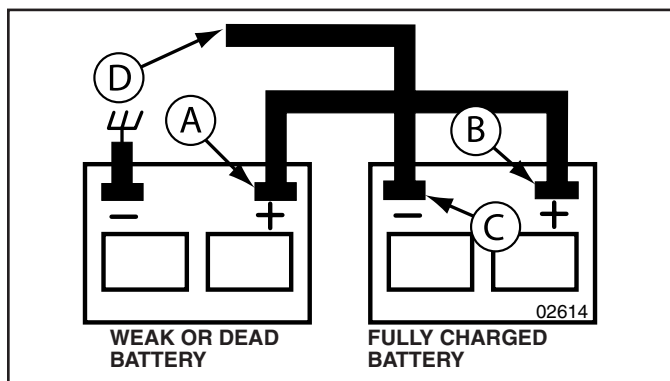 D
A
B
− + − +
C
02614
WEAK OR DEAD BATTERY
FULLY CHARGED BATTERY